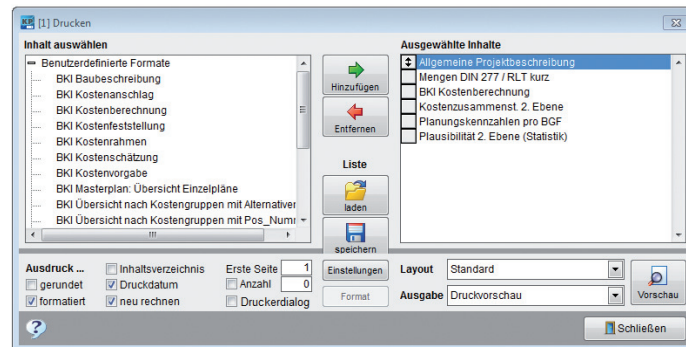 KP [1] Drucken
Inhalt auswählen
Benutzerdefinierte Formate
BKI Baubeschreibung
BKI Kostenanschlag
BKI Kostenberechnung
BKI Kostenfeststellung
BKI Kostenrahmen
BKI Kostenschätzung
BKI Kostenvorgabe
BKI Masterplan: Übersicht Einzelpläne
BKI Übersicht nach Kostengruppen mit Alternativen
BKI Übersicht nach Kostengruppen mit Pos_Numm
Hinzufügen
Entfernen
Liste
laden
speichern
Ausgewählte Inhalte
Allgemeine Projektbeschreibung
Mengen DIN 277 / RLT kurz
BKI Kostenberechnung
Kostenzusammenst. 2. Ebene
Planungskennzahlen pro BGF
Plausibilität 2. Ebene (Statistik)
Ausdruck ...
gerundet
formatiert
Inhaltsverzeichnis
Druckdatum
neu rechnen
Erste Seite 1
Anzahl 0
Druckerdialog
Einstellungen
Format
Layout Standard
Ausgabe Druckvorschau
Vorschau
?
Schließen